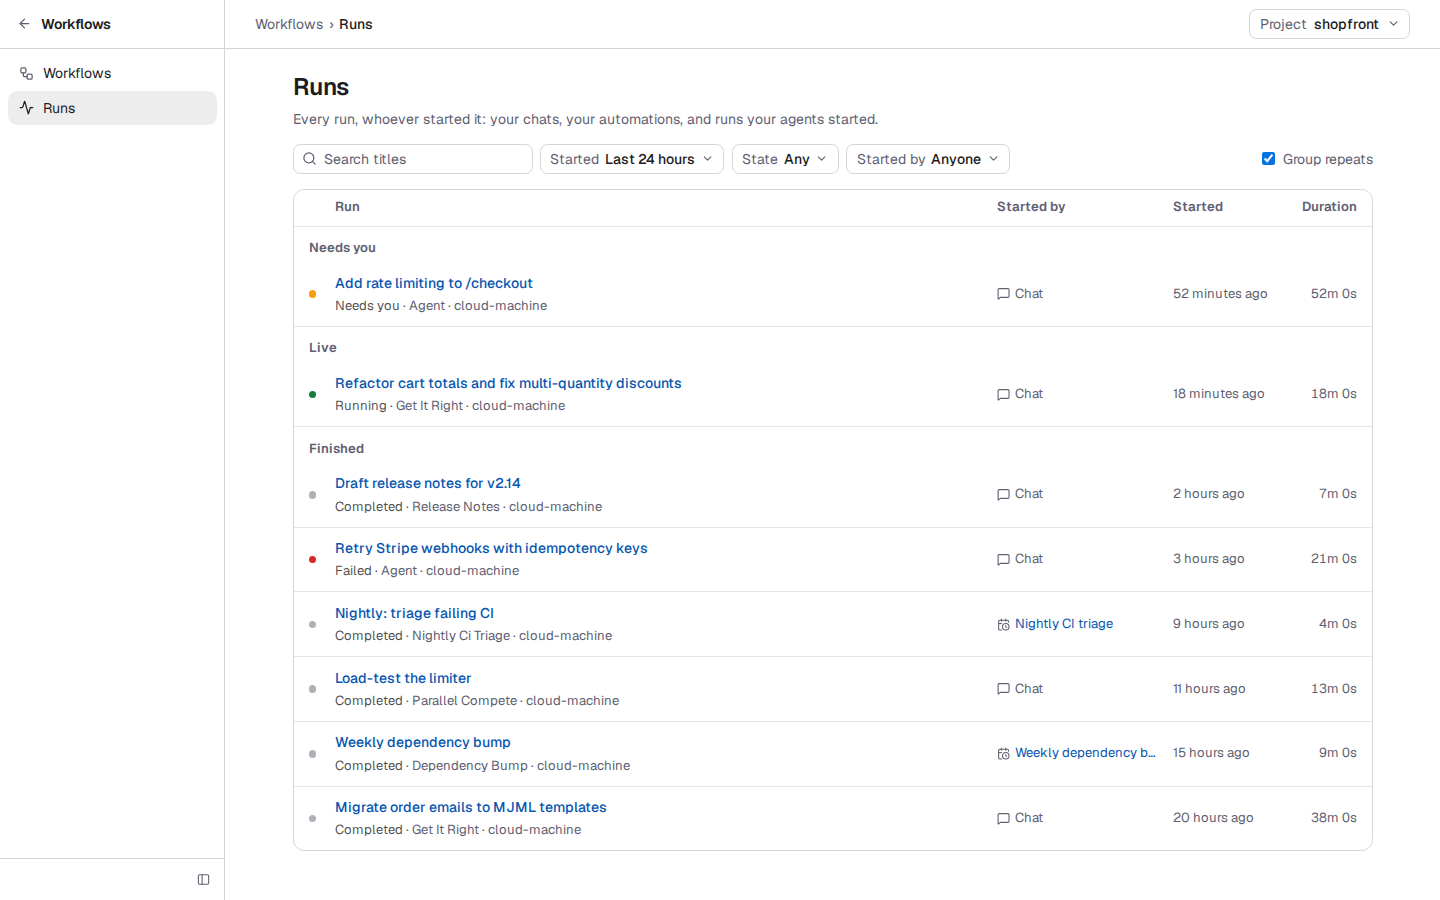 Workflows
Workflows
Runs
Workflows › Runs
Project shopfront
Runs
Every run, whoever started it: your chats, your automations, and runs your agents started.
Search titles
Started Last 24 hours
State Any
Started by Anyone
Group repeats
Run Started by Started Duration
Needs you
Add rate limiting to /checkout
Needs you · Agent · cloud-machine
Chat 52 minutes ago 52m 0s
Live
Refactor cart totals and fix multi-quantity discounts
Running · Get It Right · cloud-machine
Chat 18 minutes ago 18m 0s
Finished
Draft release notes for v2.14
Completed · Release Notes · cloud-machine
Chat 2 hours ago 7m 0s
Retry Stripe webhooks with idempotency keys
Failed · Agent · cloud-machine
Chat 3 hours ago 21m 0s
Nightly: triage failing CI
Completed · Nightly Ci Triage · cloud-machine
Nightly CI triage 9 hours ago 4m 0s
Load-test the limiter
Completed · Parallel Compete · cloud-machine
Chat 11 hours ago 13m 0s
Weekly dependency bump
Completed · Dependency Bump · cloud-machine
Weekly dependency b... 15 hours ago 9m 0s
Migrate order emails to MJML templates
Completed · Get It Right · cloud-machine
Chat 20 hours ago 38m 0s